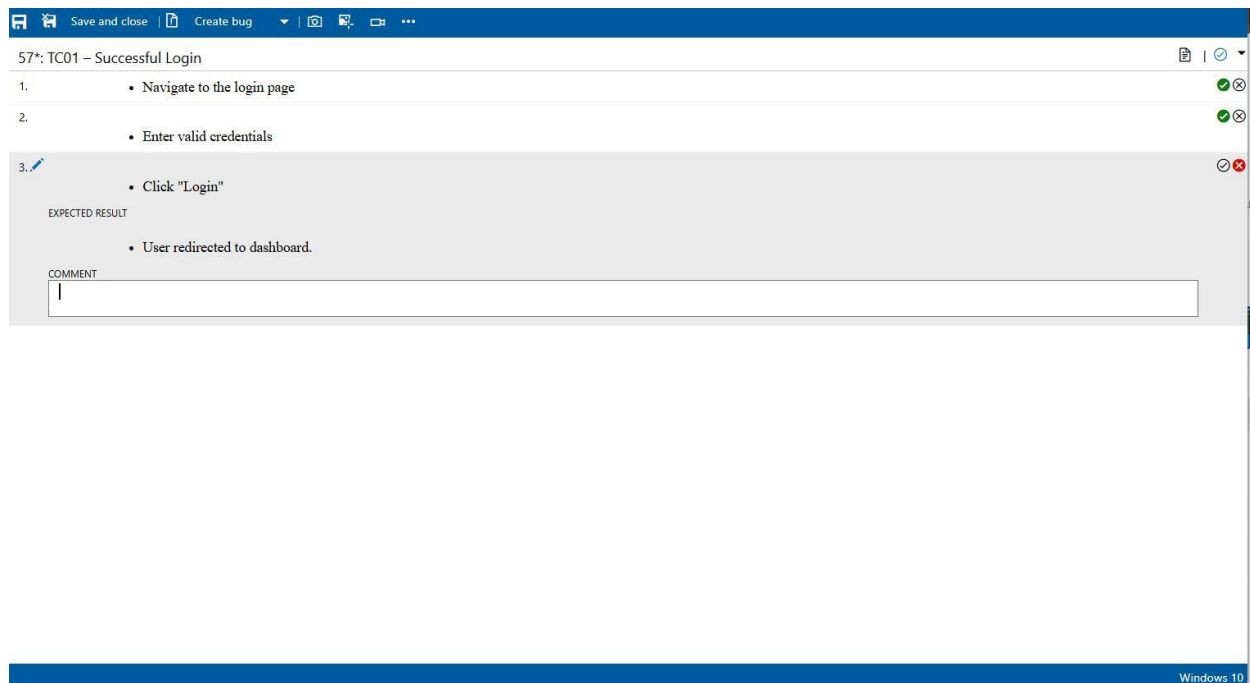 Save and close | Create bug
57*: TC01 – Successful Login
1. • Navigate to the login page
2.
• Enter valid credentials
3.
• Click "Login"
EXPECTED RESULT
• User redirected to dashboard.
COMMENT
Windows 10